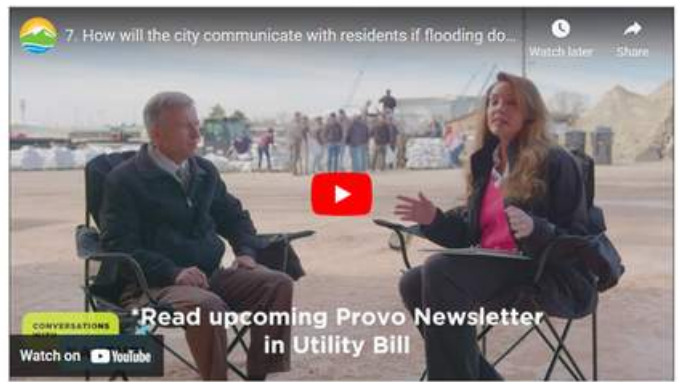 7. How will the city communicate with residents if flooding do...
Watch later
Share
CONVERSATIONS
*Read upcoming Provo Newsletter
in Utility Bill
Watch on YouTube